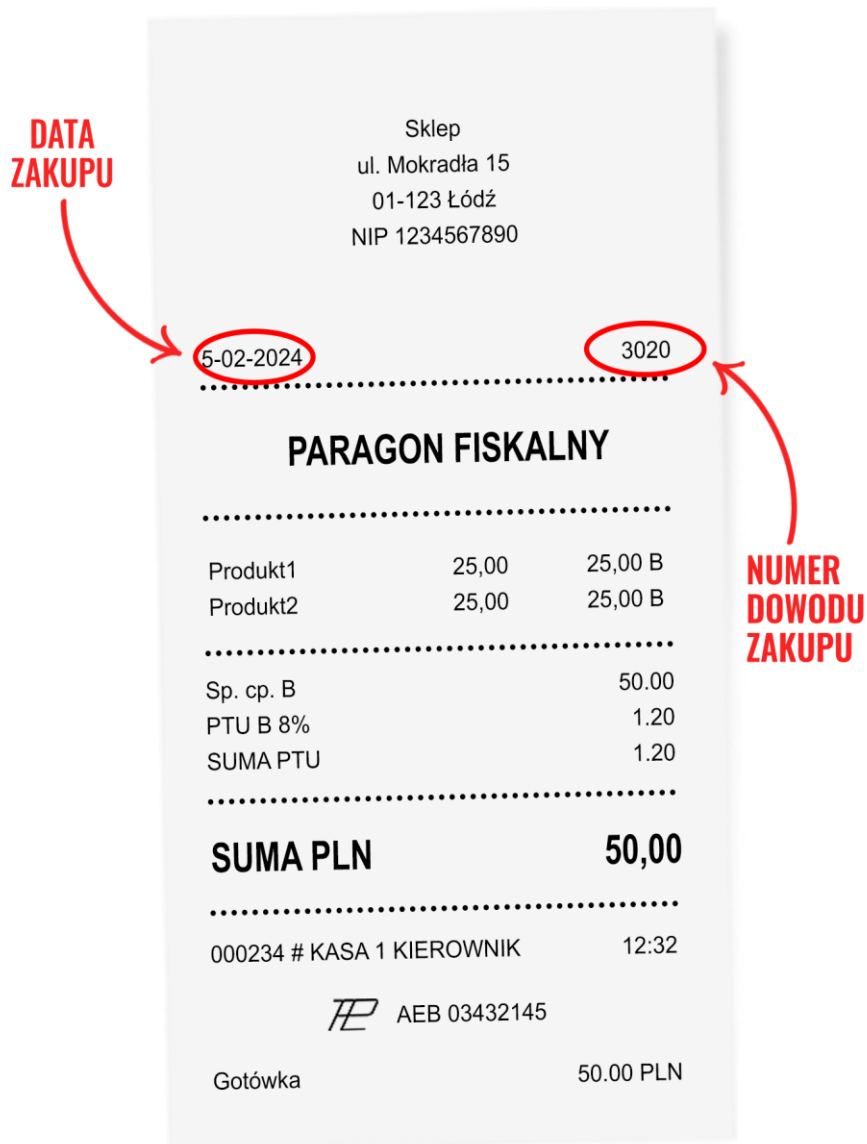 DATA
ZAKUPU
Sklep
ul. Mokradła 15
01-123 Łódź
NIP 1234567890
5-02-2024 3020
PARAGON FISKALNY
NUMER
DOWODU
ZAKUPU
Produkt1 25,00 25,00 B
Produkt2 25,00 25,00 B
Sp. cp. B 50.00
PTU B 8% 1.20
SUMA PTU 1.20
SUMA PLN 50,00
000234 # KASA 1 KIEROWNIK 12:32
AEB 03432145
Gotówka 50.00 PLN